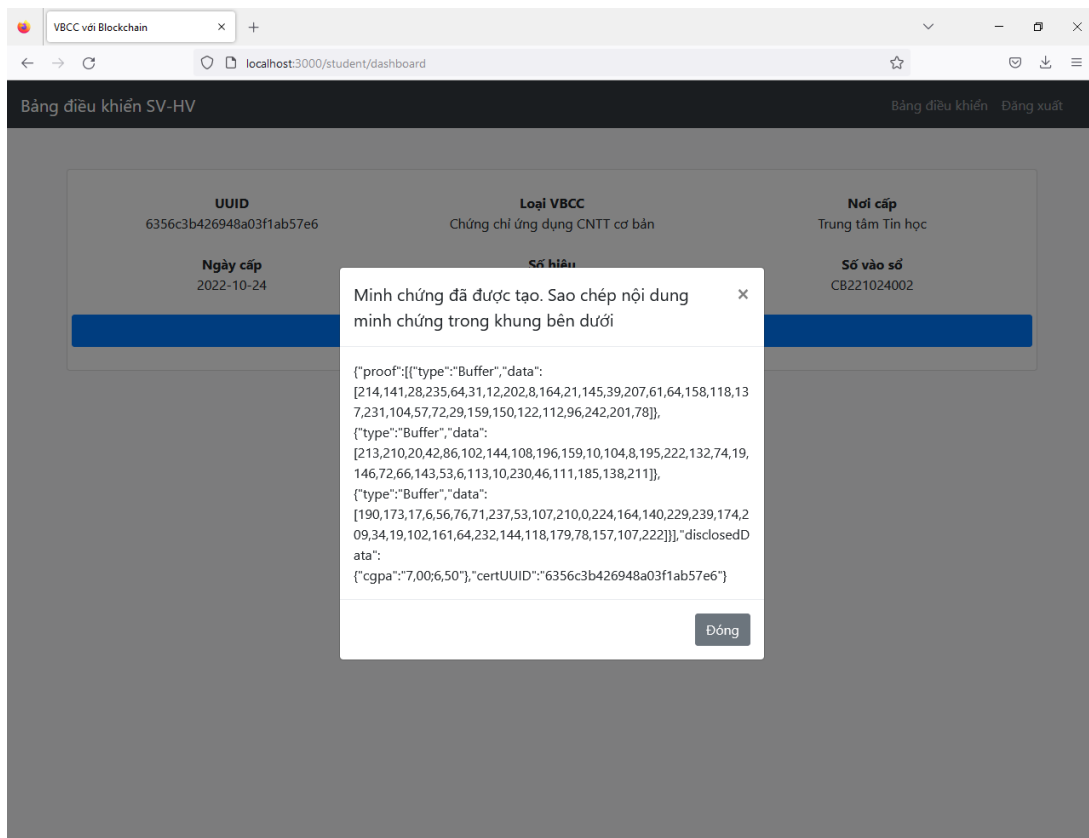 VBCC với Blockchain
localhost:3000/student/dashboard
Bảng điều khiển SV-HV
Bảng điều khiển Đăng xuất
UUID Loại VBCC Nơi cấp
6356c3b426948a03f1ab57e6 Chứng chỉ ứng dụng CNTT cơ bản Trung tâm Tin học
Ngày cấp Số hiệu Số vào sổ
2022-10-24 CB221024002
Minh chứng đã được tạo. Sao chép nội dung
minh chứng trong khung bên dưới
{"proof":[{"type":"Buffer","data":
[214,141,28,235,64,31,12,202,8,164,21,145,39,207,61,64,158,118,13
7,231,104,57,72,29,159,150,122,112,96,242,201,78]},
{"type":"Buffer","data":
[213,210,20,42,86,102,144,108,196,159,10,104,8,195,222,132,74,19,
146,72,66,143,53,6,113,10,230,46,111,185,138,211]},
{"type":"Buffer","data":
[190,173,17,6,56,76,71,237,53,107,210,0,224,164,140,229,239,174,2
09,34,19,102,161,64,232,144,118,179,78,157,107,222]}],"disclosedD
ata":
{"cgpa":"7,00;6,50"},"certUUID":"6356c3b426948a03f1ab57e6"}
Đóng